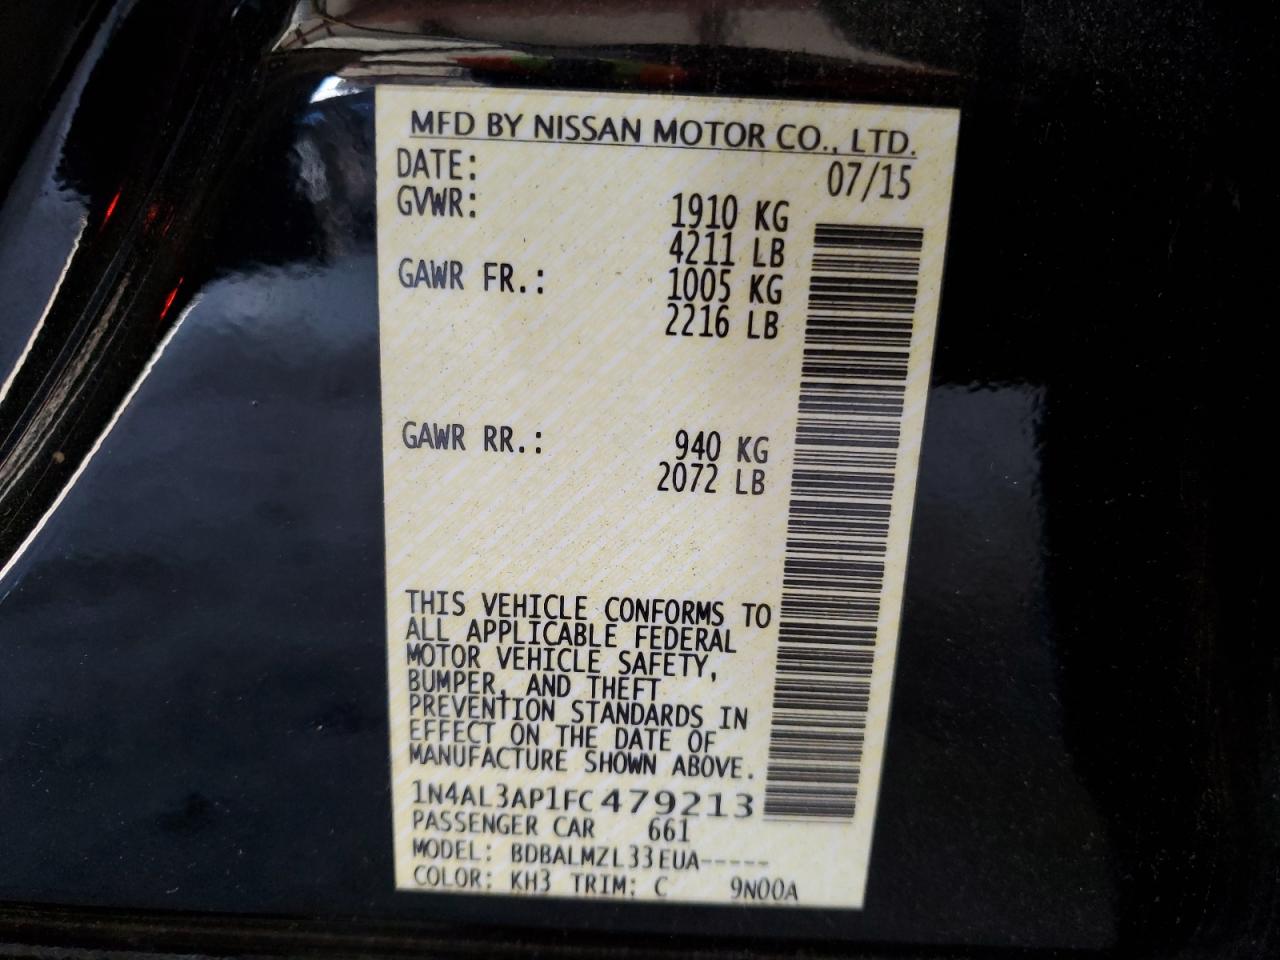 MFD BY NISSAN MOTOR CO., LTD.
DATE: 07/15
GVWR: 1910 KG
4211 LB
GAWR FR.: 1005 KG
2216 LB
GAWR RR.: 940 KG
2072 LB
THIS VEHICLE CONFORMS TO
ALL APPLICABLE FEDERAL
MOTOR VEHICLE SAFETY,
BUMPER, AND THEFT
PREVENTION STANDARDS IN
EFFECT ON THE DATE OF
MANUFACTURE SHOWN ABOVE.
1N4AL3AP1FC479213
PASSENGER CAR 661
MODEL: BDBALMZL33EUA-----
COLOR: KH3 TRIM: C 9N00A